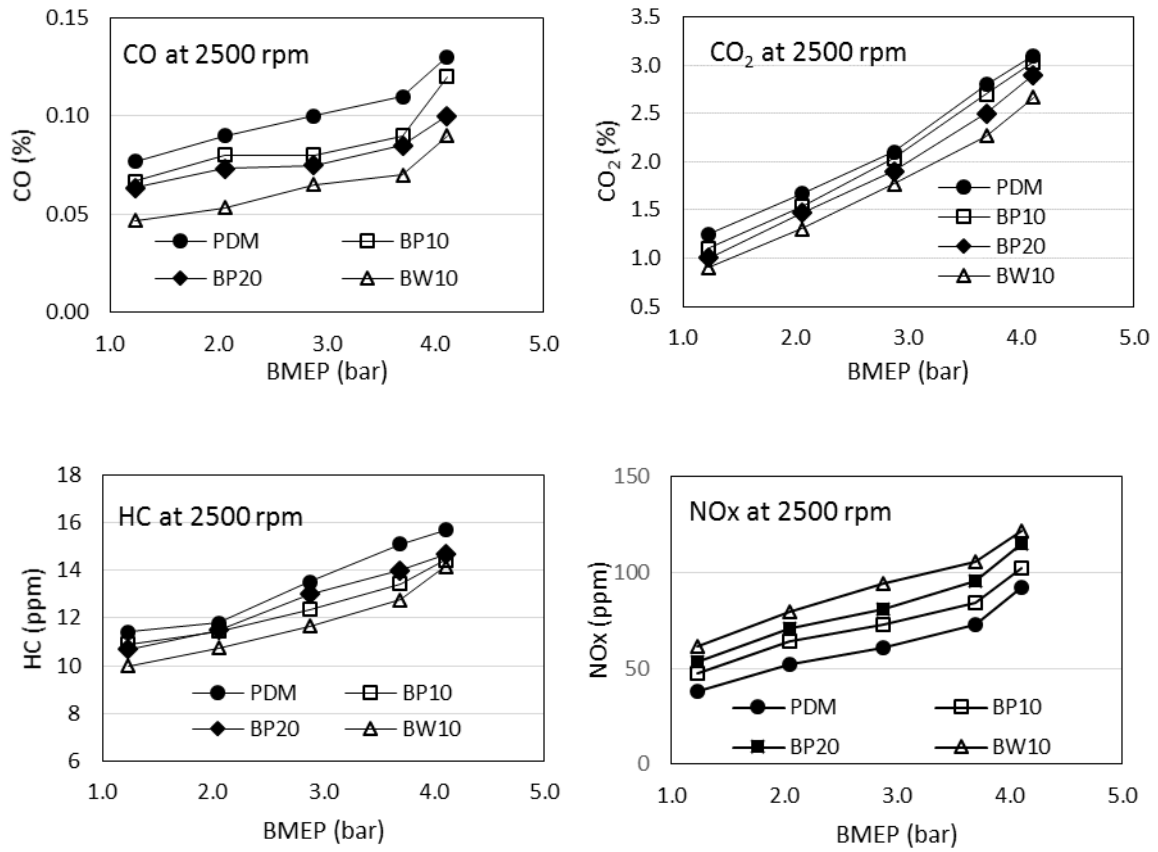 CO at 2500 rpm
CO (%)
0.15
0.10
0.05
0.00
PDM BP10
BP20 BW10
1.0 2.0 3.0 4.0 5.0
BMEP (bar)
CO₂ at 2500 rpm
CO₂ (%)
3.5
3.0
2.5
2.0
1.5
1.0
0.5
PDM
BP10
BP20
BW10
1.0 2.0 3.0 4.0 5.0
BMEP (bar)
HC at 2500 rpm
HC (ppm)
18
16
14
12
10
8
6
PDM BP10
BP20 BW10
1.0 2.0 3.0 4.0 5.0
BMEP (bar)
NOx at 2500 rpm
NOx (ppm)
150
100
50
0
PDM BP10
BP20 BW10
1.0 2.0 3.0 4.0 5.0
BMEP (bar)